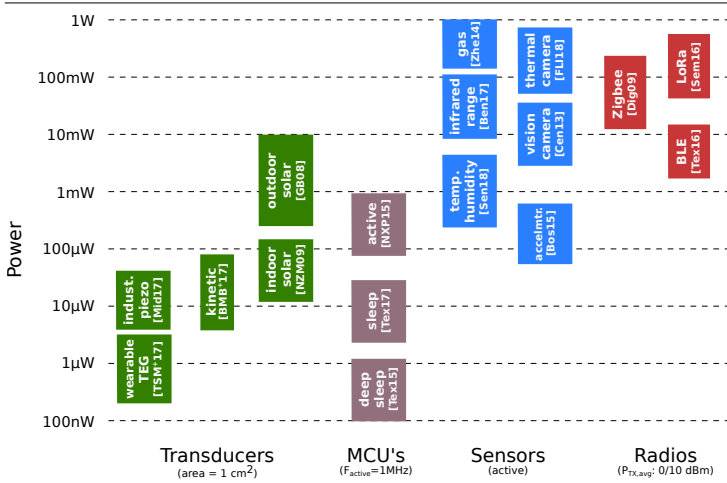 1W
100mW
10mW
1mW
100µW
10µW
1µW
100nW
Power
indust.
piezo
[Mid17]
wearable
TEG
[TSM+17]
kinetic
[BMB+17]
outdoor
solar
[GB08]
indoor
solar
[NZM09]
active
[NXP15]
sleep
[Tex17]
deep
sleep
[Tex15]
gas
[Zhe14]
infrared
range
[Ben17]
temp.
humidity
[Sen18]
thermal
camera
[FLI18]
vision
camera
[Cen13]
accelmtr.
[Bos15]
Zigbee
[Dig09]
LoRa
[Sem16]
BLE
[Tex16]
Transducers
(area = 1 cm²)
MCU's
(Factive=1MHz)
Sensors
(active)
Radios
(PTX,avg: 0/10 dBm)